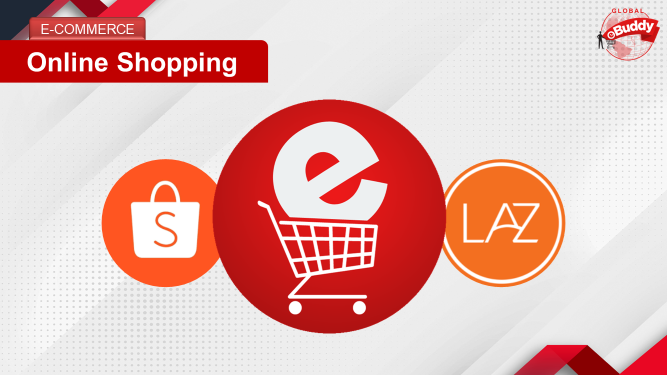 E-COMMERCE
Online Shopping
GLOBAL
eBuddy
S
e
LAZ